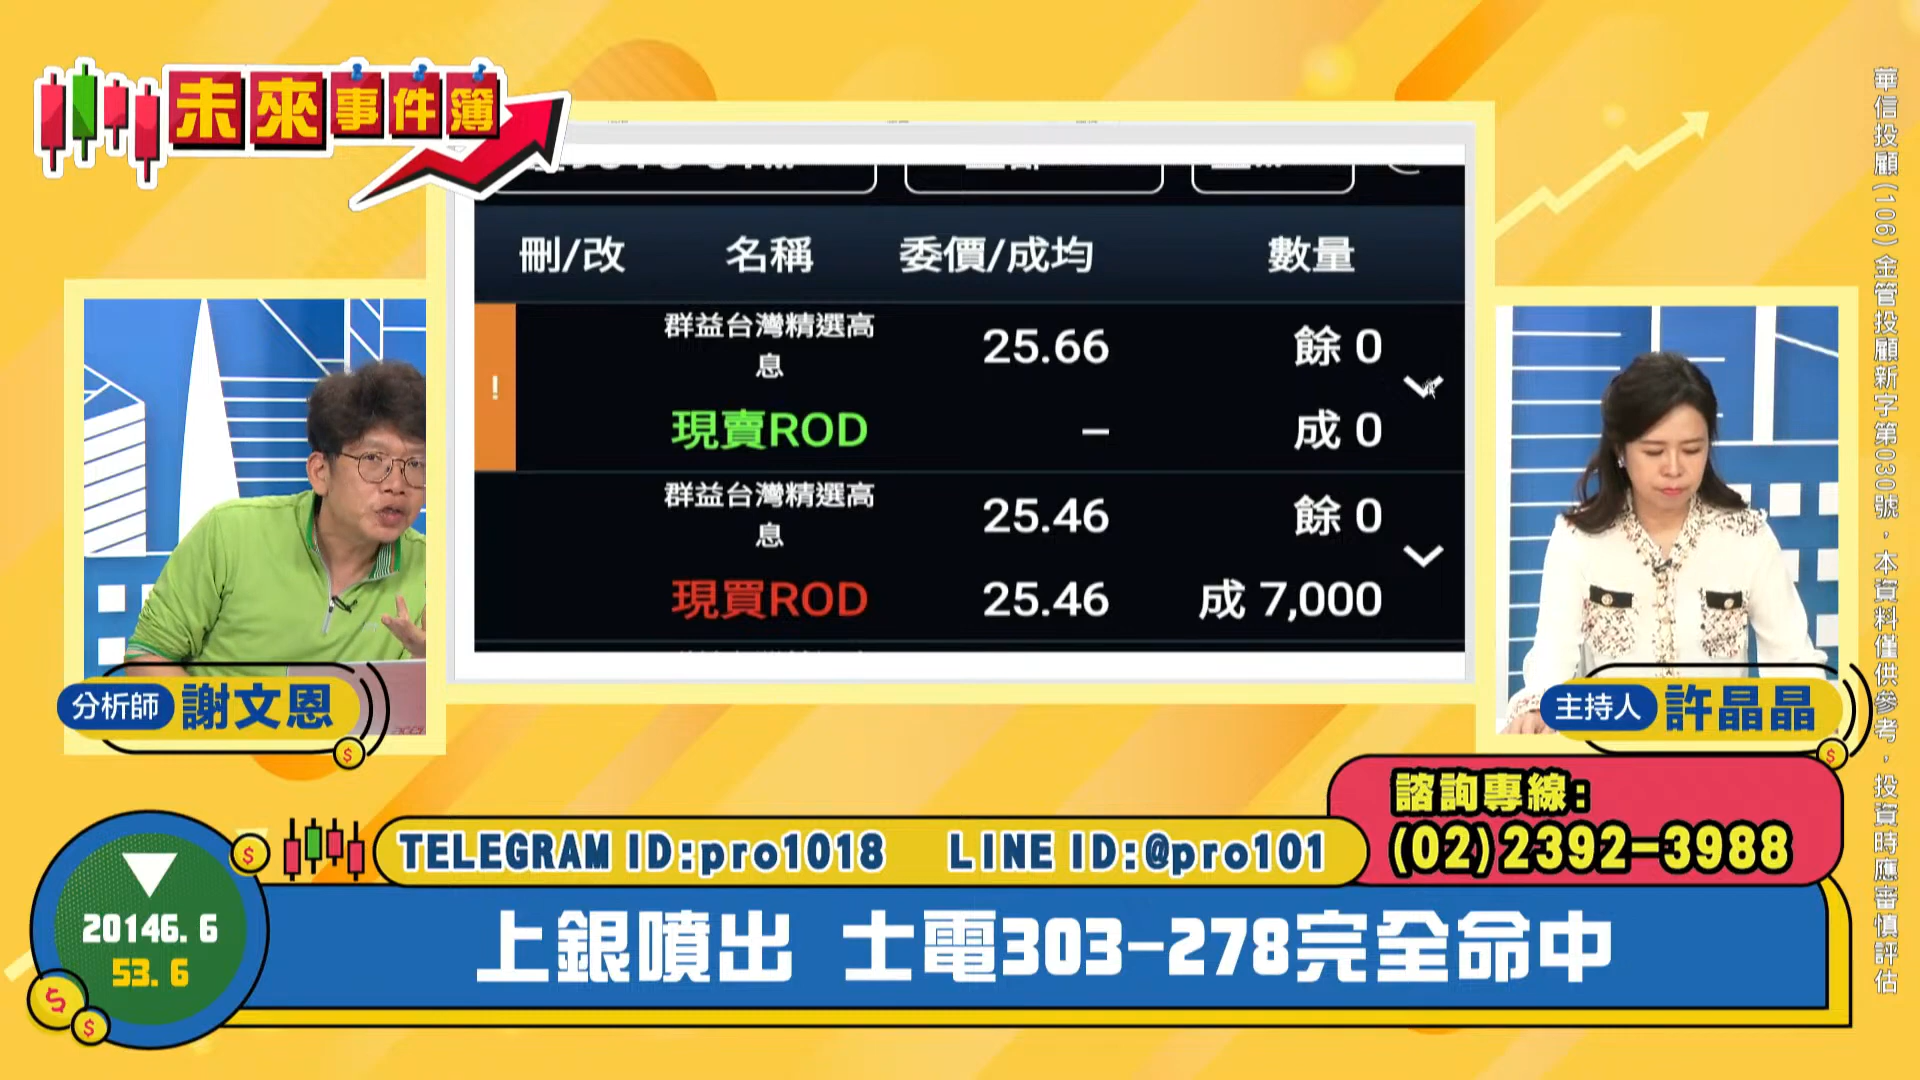 未來事件簿
刪/改 名稱 委價/成均 數量
群益台灣精選高
息
25.66 餘 0
!
現賣ROD – 成 0
群益台灣精選高
息
25.46 餘 0
現買ROD 25.46 成 7,000
分析師 謝文恩
主持人 許晶晶
諮詢專線:
(02)2392-3988
TELEGRAM ID:pro1018 LINE ID:@pro101
20146.6
53.6
上銀噴出 士電303-278完全命中
華信投顧(106)金管投顧新字第030號，本資料僅供參考，投資時應審慎評估